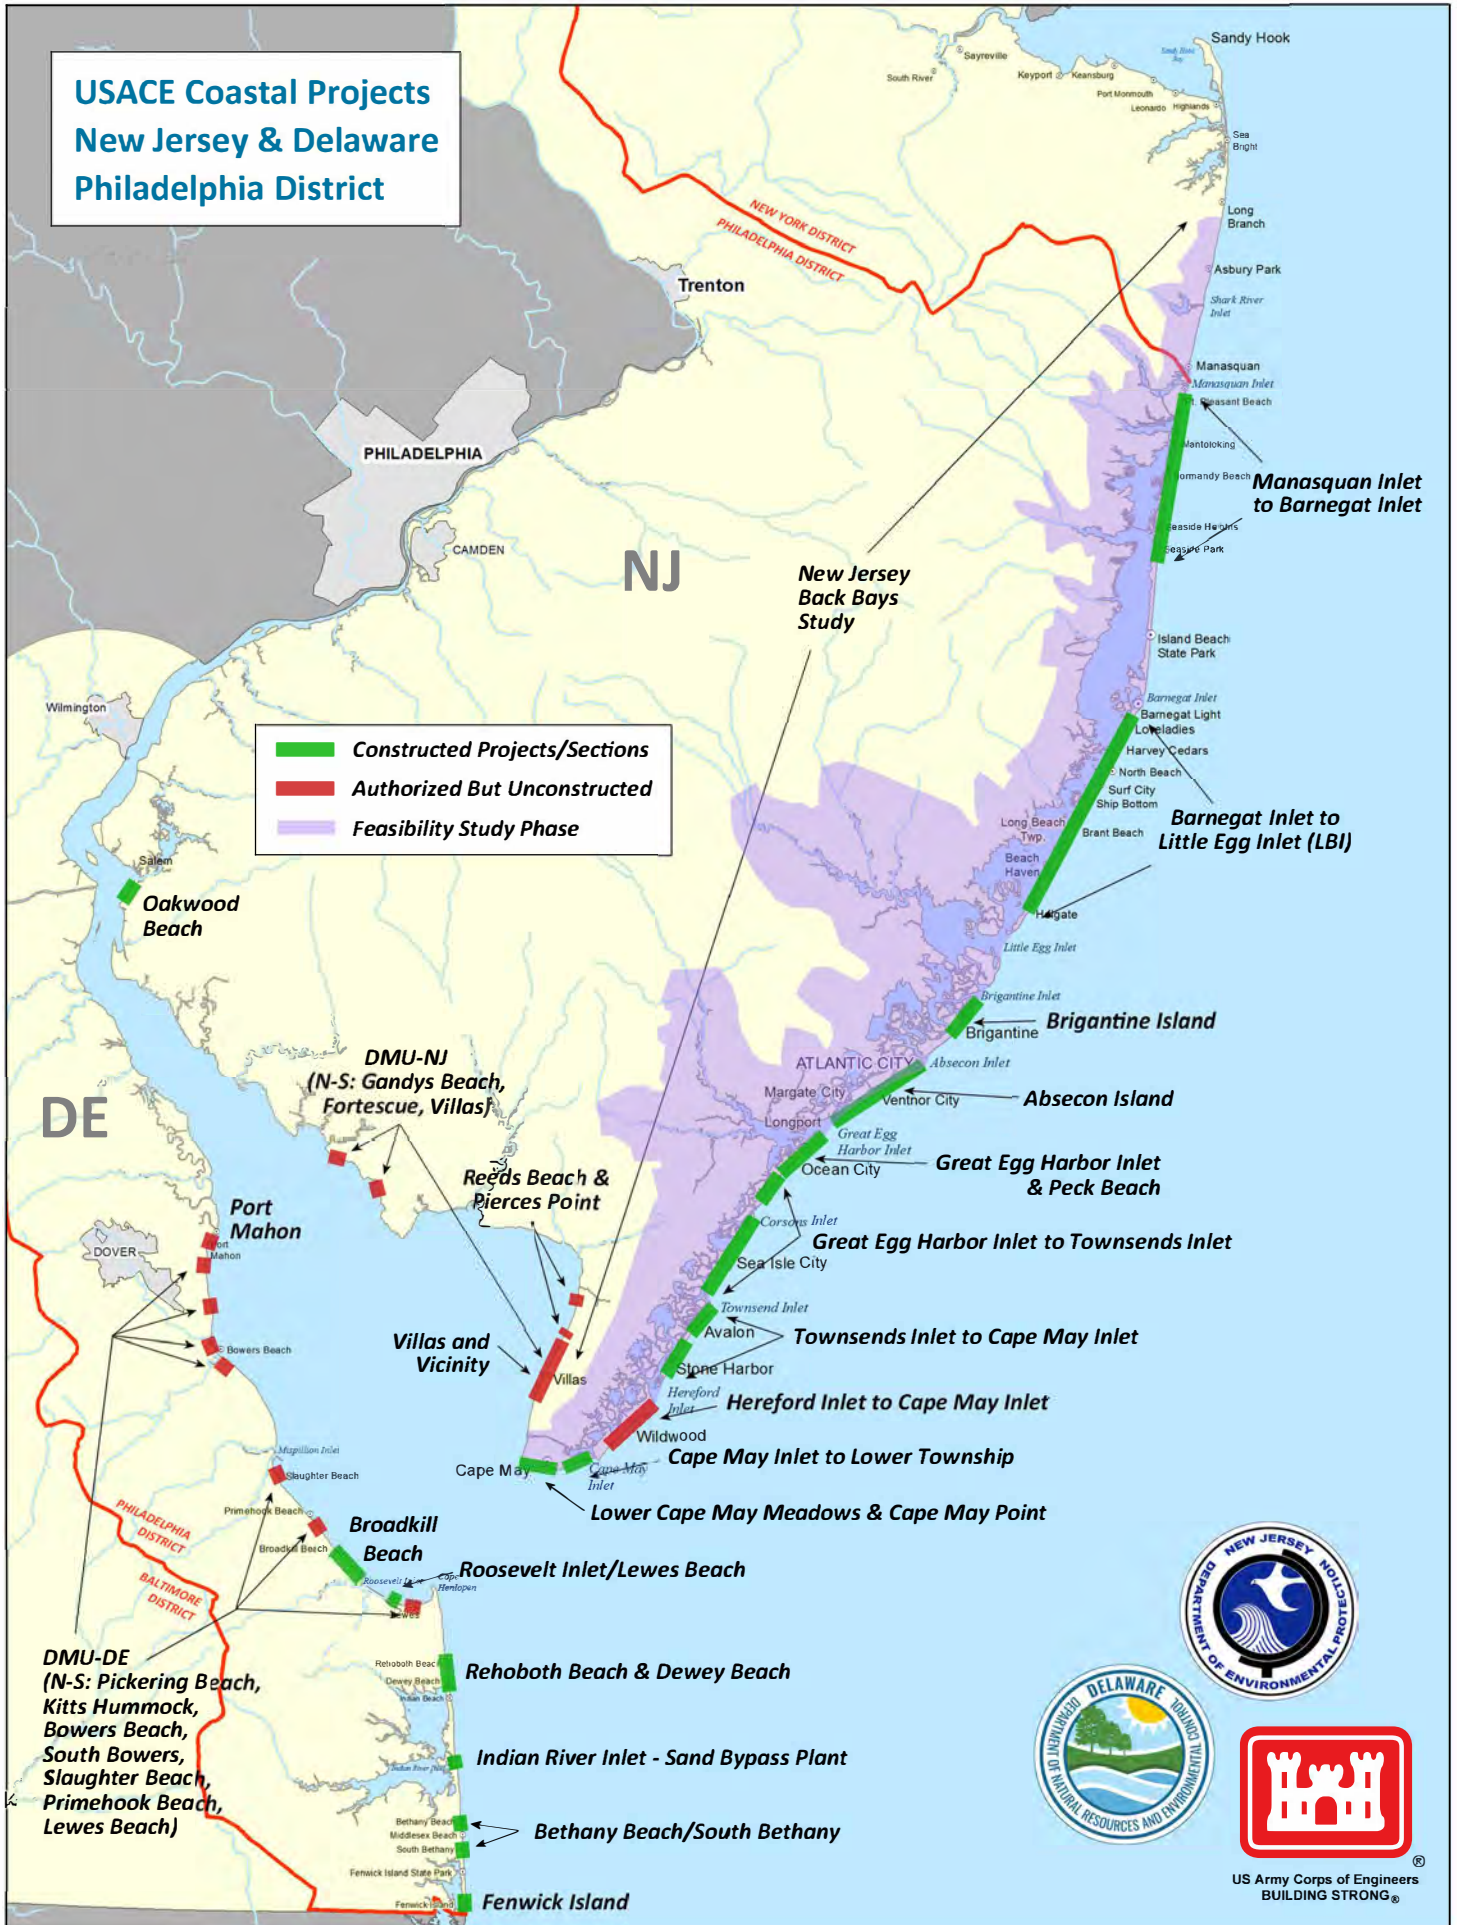 USACE Coastal Projects
New Jersey & Delaware
Philadelphia District
Sandy Hook
Sayreville
South River
Keyport
Keansburg
Port Monmouth
Leonardo
Highlands
Sea
Bright
Long
Branch
NEW YORK DISTRICT
PHILADELPHIA DISTRICT
Asbury Park
Trenton
Shark River
Inlet
Manasquan
Manasquan Inlet
Pt. Pleasant Beach
PHILADELPHIA
Mantoloking
Normandy Beach
Manasquan Inlet
to Barnegat Inlet
Seaside Heights
Seaside Park
CAMDEN
NJ
New Jersey
Back Bays
Study
Island Beach
State Park
Wilmington
Barnegat Inlet
Barnegat Light
Loveladies
Harvey Cedars
North Beach
Surf City
Ship Bottom
Long Beach
Twp.
Brant Beach
Barnegat Inlet to
Little Egg Inlet (LBI)
Constructed Projects/Sections
Authorized But Unconstructed
Feasibility Study Phase
Beach
Haven
Salem
Oakwood
Beach
Holgate
Little Egg Inlet
Brigantine Inlet
Brigantine Island
Brigantine
ATLANTIC CITY
Absecon Inlet
DMU-NJ
(N-S: Gandys Beach,
Fortescue, Villas)
Margate City
Ventnor City
Absecon Island
DE
Longport
Great Egg
Harbor Inlet
Ocean City
Great Egg Harbor Inlet
& Peck Beach
Reeds Beach &
Pierces Point
Port
Mahon
Port
Mahon
DOVER
Corsons Inlet
Great Egg Harbor Inlet to Townsends Inlet
Sea Isle City
Townsend Inlet
Avalon
Townsends Inlet to Cape May Inlet
Bowers Beach
Villas and
Vicinity
Villas
Stone Harbor
Hereford
Inlet
Hereford Inlet to Cape May Inlet
Wildwood
Cape May Inlet to Lower Township
Cape May
Cape May
Inlet
Lower Cape May Meadows & Cape May Point
Mispillion Inlet
Slaughter Beach
PHILADELPHIA
DISTRICT
Primehook Beach
Broadkill
Beach
Broadkill Beach
Roosevelt Inlet/Lewes Beach
Roosevelt Inlet
Cape
Henlopen
Lewes
BALTIMORE
DISTRICT
DMU-DE
(N-S: Pickering Beach,
Kitts Hummock,
Bowers Beach,
South Bowers,
Slaughter Beach,
Primehook Beach,
Lewes Beach)
Rehoboth Beach
Dewey Beach
Indian Beach
Rehoboth Beach & Dewey Beach
Indian River Inlet
Indian River Inlet - Sand Bypass Plant
Bethany Beach
Middlesex Beach
South Bethany
Bethany Beach/South Bethany
Fenwick Island State Park
Fenwick Island
Fenwick Island
NEW JERSEY
DEPARTMENT OF ENVIRONMENTAL PROTECTION
DELAWARE
DEPARTMENT OF NATURAL RESOURCES AND ENVIRONMENTAL CONTROL
®
US Army Corps of Engineers
BUILDING STRONG®